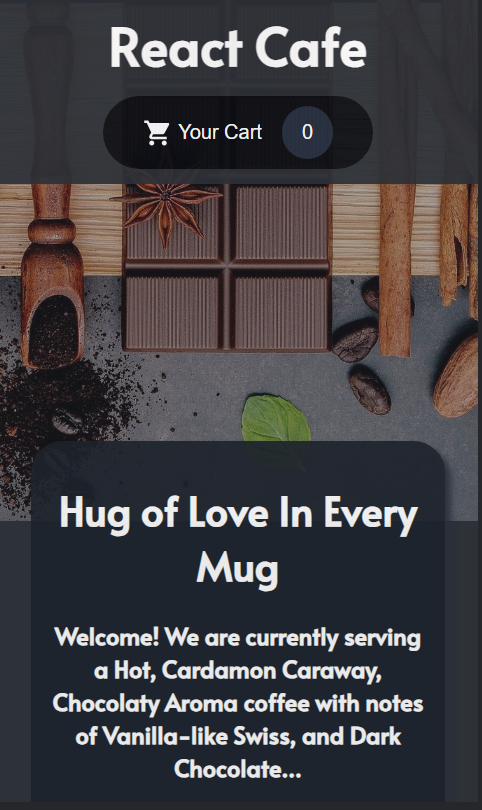 React Cafe
Your Cart 0
Hug of Love In Every
Mug
Welcome! We are currently serving
a Hot, Cardamon Caraway,
Chocolaty Aroma coffee with notes
of Vanilla-like Swiss, and Dark
Chocolate...